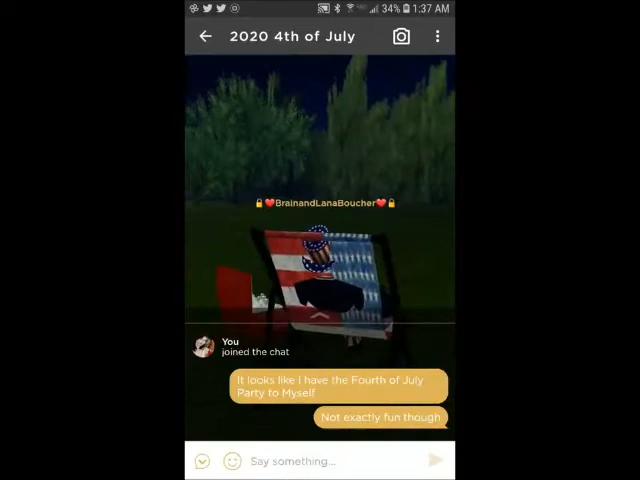 34% 1:37 AM
2020 4th of July
BrainandLanaBoucher
You
joined the chat
It looks like I have the Fourth of July
Party to Myself
Not exactly fun though
Say something...